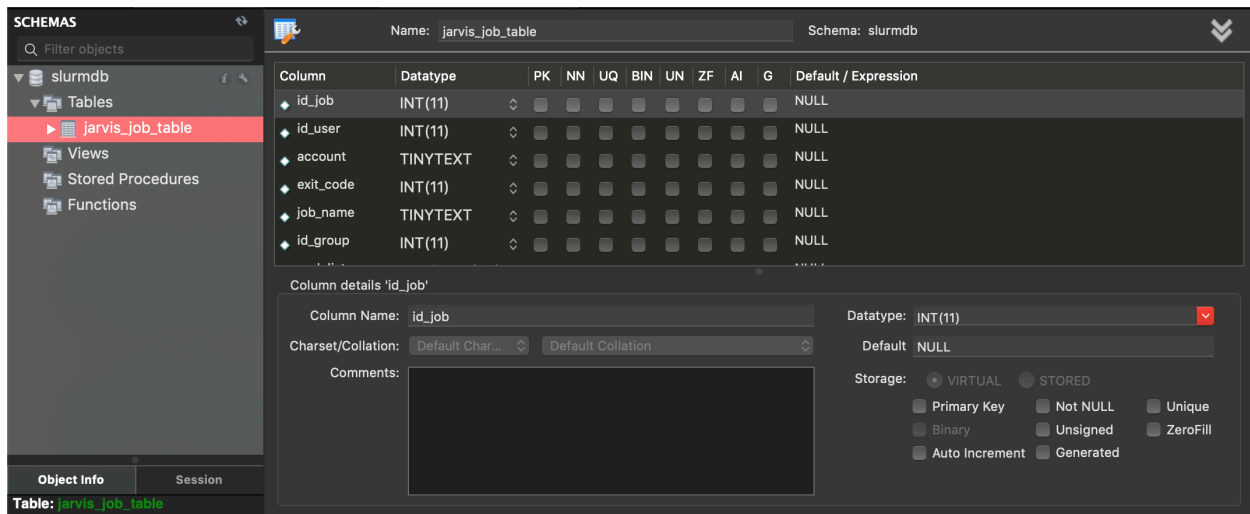 SCHEMAS
Filter objects
slurmdb
Tables
jarvis_job_table
Views
Stored Procedures
Functions
Object Info Session
Table: jarvis_job_table
Name: jarvis_job_table Schema: slurmdb
Column Datatype PK NN UQ BIN UN ZF AI G Default / Expression
id_job INT(11) NULL
id_user INT(11) NULL
account TINYTEXT NULL
exit_code INT(11) NULL
job_name TINYTEXT NULL
id_group INT(11) NULL
Column details 'id_job'
Column Name: id_job Datatype: INT(11)
Charset/Collation: Default Char... Default Collation Default NULL
Comments: Storage: VIRTUAL STORED
Primary Key Not NULL Unique
Binary Unsigned ZeroFill
Auto Increment Generated